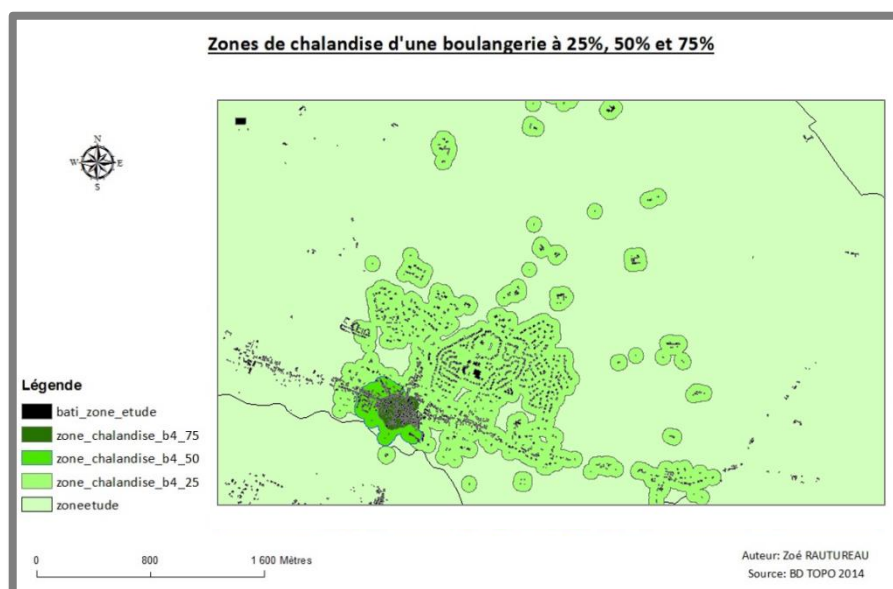 Zones de chalandise d'une boulangerie à 25%, 50% et 75%
N
W E
S
Légende
bati_zone_etude
zone_chalandise_b4_75
zone_chalandise_b4_50
zone_chalandise_b4_25
zoneetude
0 800 1 600 Mètres
Auteur: Zoé RAUTUREAU
Source: BD TOPO 2014